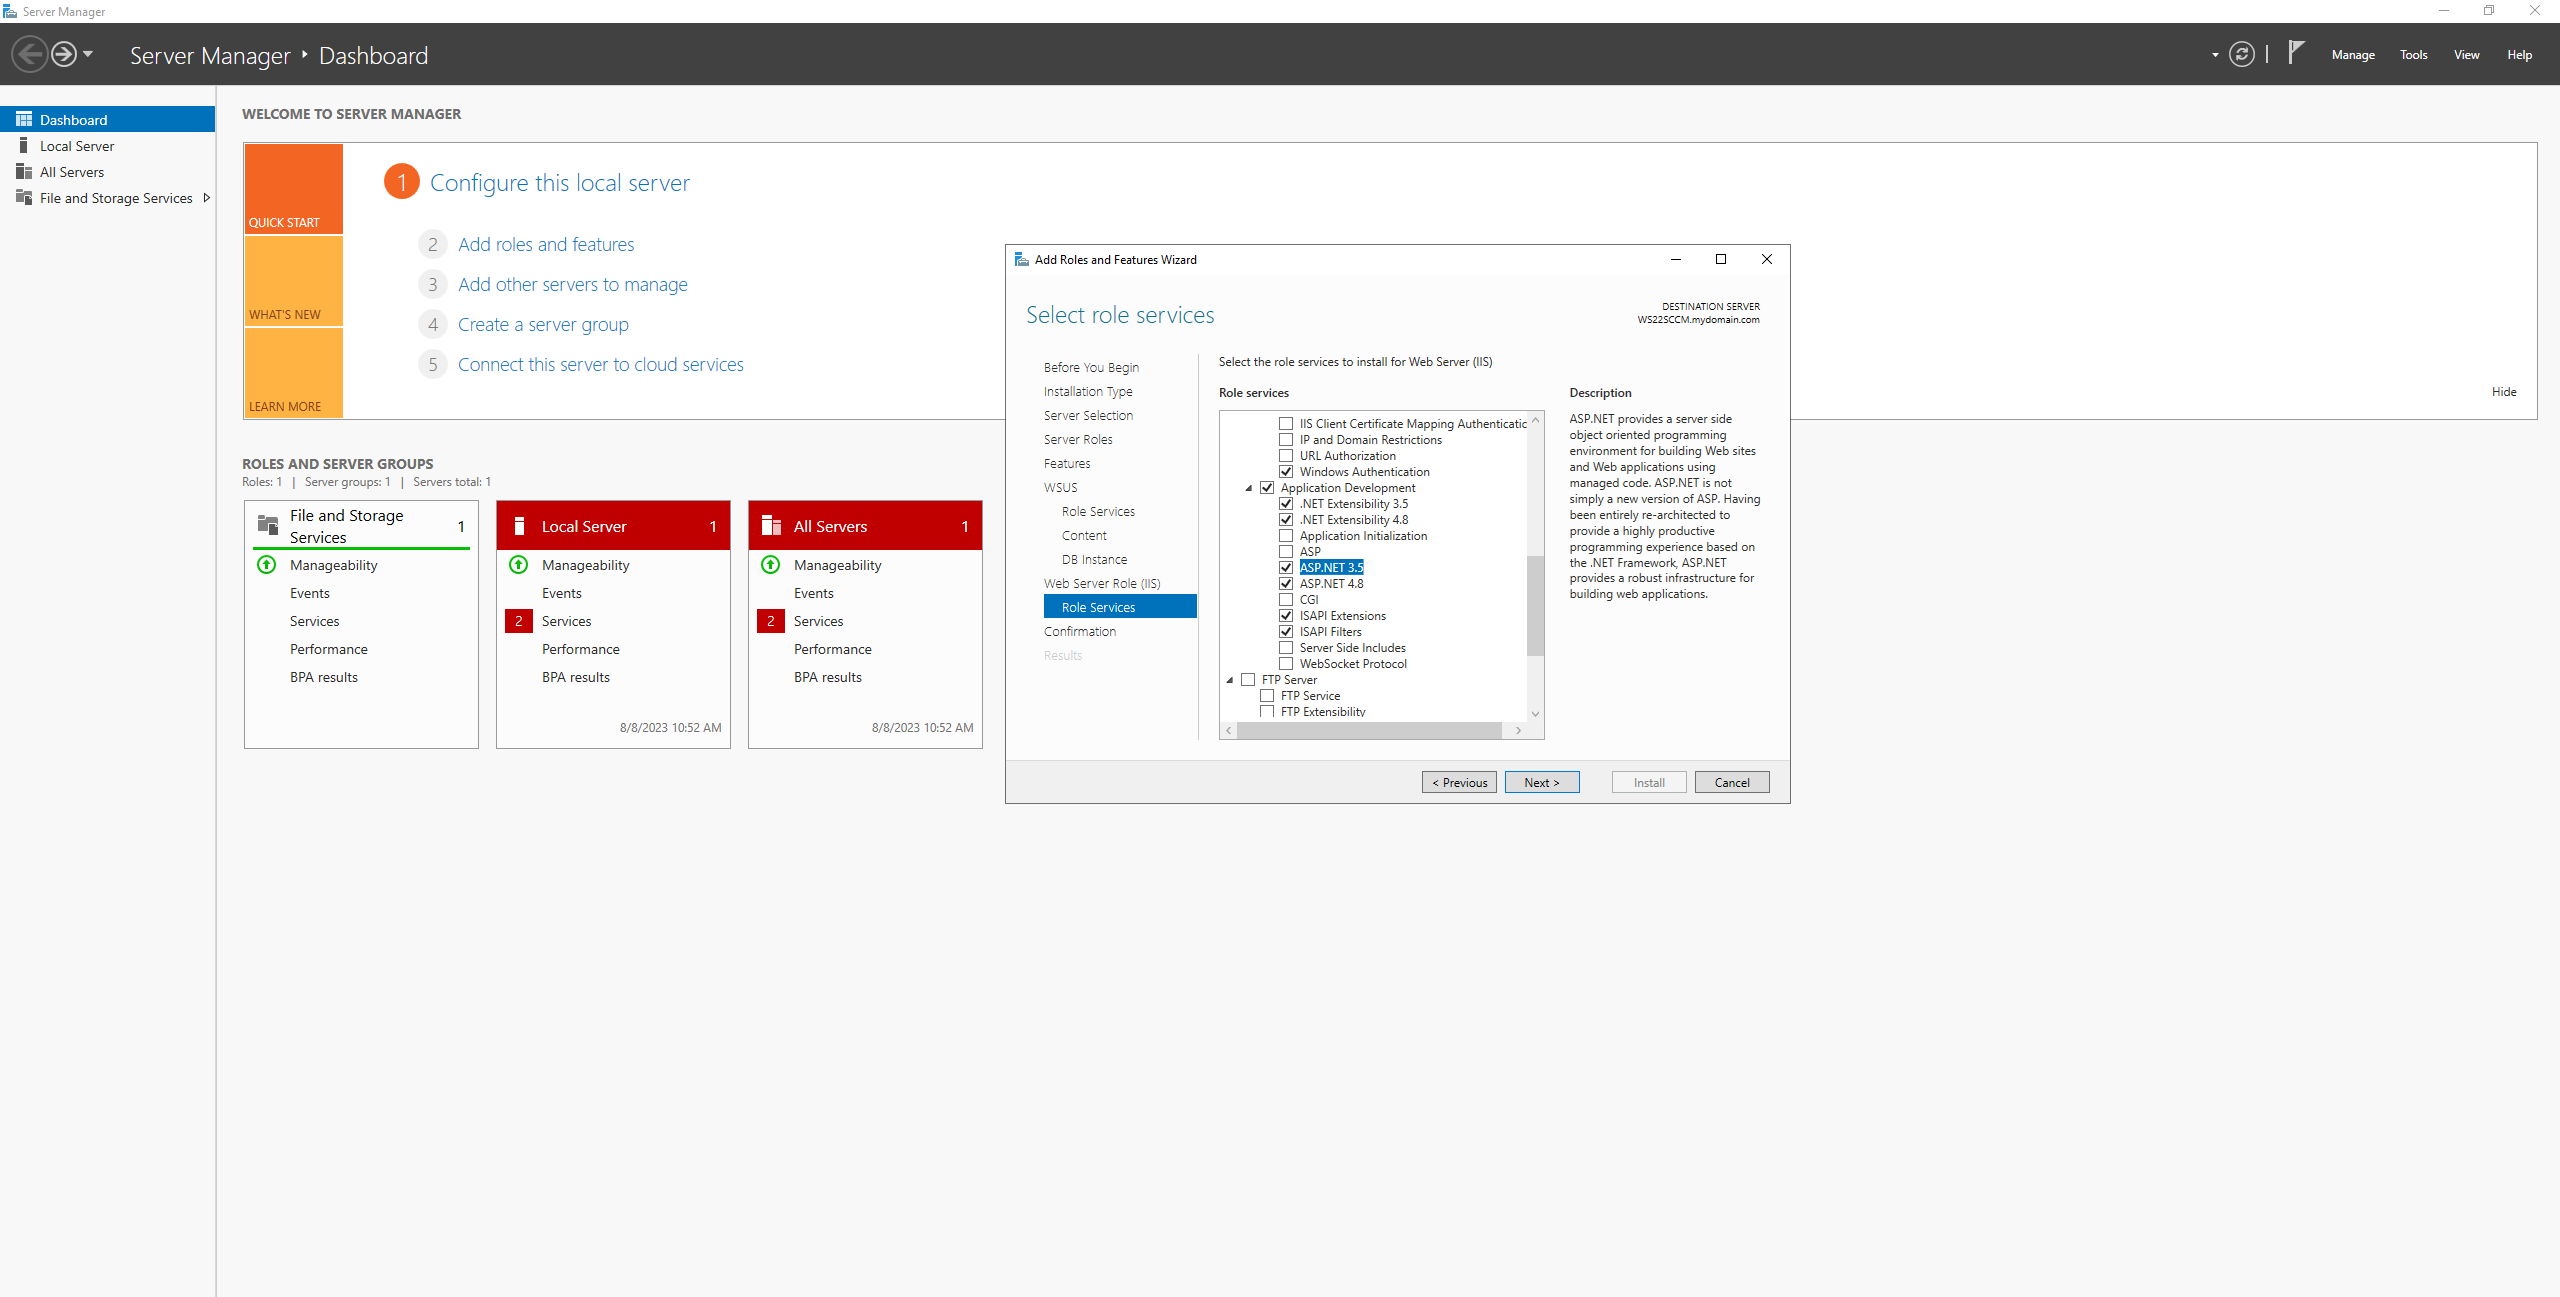 Server Manager
Server Manager ‣ Dashboard
Manage Tools View Help
Dashboard
Local Server
All Servers
File and Storage Services
WELCOME TO SERVER MANAGER
QUICK START
WHAT'S NEW
LEARN MORE
1 Configure this local server
2 Add roles and features
3 Add other servers to manage
4 Create a server group
5 Connect this server to cloud services
Hide
ROLES AND SERVER GROUPS
Roles: 1 | Server groups: 1 | Servers total: 1
File and Storage
Services 1
Manageability
Events
Services
Performance
BPA results
Local Server 1
Manageability
Events
2 Services
Performance
BPA results
8/8/2023 10:52 AM
All Servers 1
Manageability
Events
2 Services
Performance
BPA results
8/8/2023 10:52 AM
Add Roles and Features Wizard
Select role services
DESTINATION SERVER
WS22SCCM.mydomain.com
Before You Begin
Installation Type
Server Selection
Server Roles
Features
WSUS
Role Services
Content
DB Instance
Web Server Role (IIS)
Role Services
Confirmation
Results
Select the role services to install for Web Server (IIS)
Role services
IIS Client Certificate Mapping Authenticatic
IP and Domain Restrictions
URL Authorization
Windows Authentication
Application Development
.NET Extensibility 3.5
.NET Extensibility 4.8
Application Initialization
ASP
ASP.NET 3.5
ASP.NET 4.8
CGI
ISAPI Extensions
ISAPI Filters
Server Side Includes
WebSocket Protocol
FTP Server
FTP Service
FTP Extensibility
Description
ASP.NET provides a server side
object oriented programming
environment for building Web sites
and Web applications using
managed code. ASP.NET is not
simply a new version of ASP. Having
been entirely re-architected to
provide a highly productive
programming experience based on
the .NET Framework, ASP.NET
provides a robust infrastructure for
building web applications.
< Previous
Next >
Install
Cancel